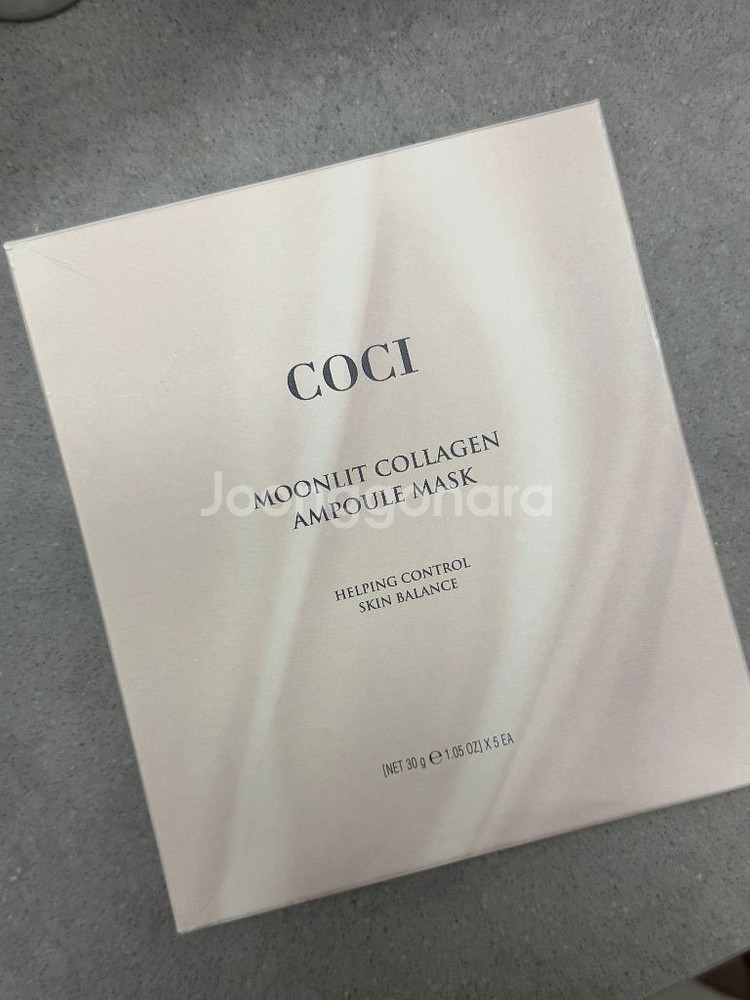 COCI
MOONLIT COLLAGEN
AMPOULE MASK
Joonggonara
HELPING CONTROL
SKIN BALANCE
[NET 30 g ℮ 1.05 OZ] X 5 EA